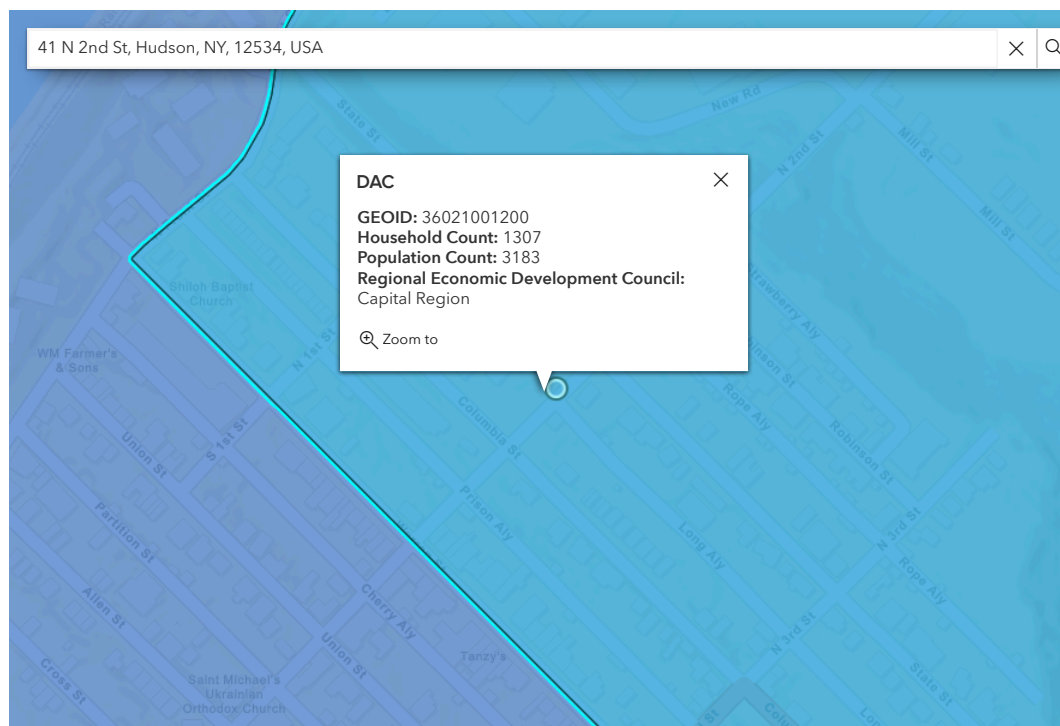 41 N 2nd St, Hudson, NY, 12534, USA
State St
New Rd
N 2nd St
Mill St
Mill St
DAC
GEOID: 36021001200
Household Count: 1307
Population Count: 3183
Regional Economic Development Council:
Capital Region
Zoom to
Shiloh Baptist
Church
N 1st St
Strawberry Aly
WM Farmer's
& Sons
Columbia St
Rope Aly
Robinson St
Union St
S 1st St
Prison Aly
Partition St
Long Aly
N 3rd St
Rope Aly
Allen St
Cherry Aly
Union St
N 3rd St
Tanzy's
Cross St
Saint Michael's
Ukrainian
Orthodox Church
State St
St